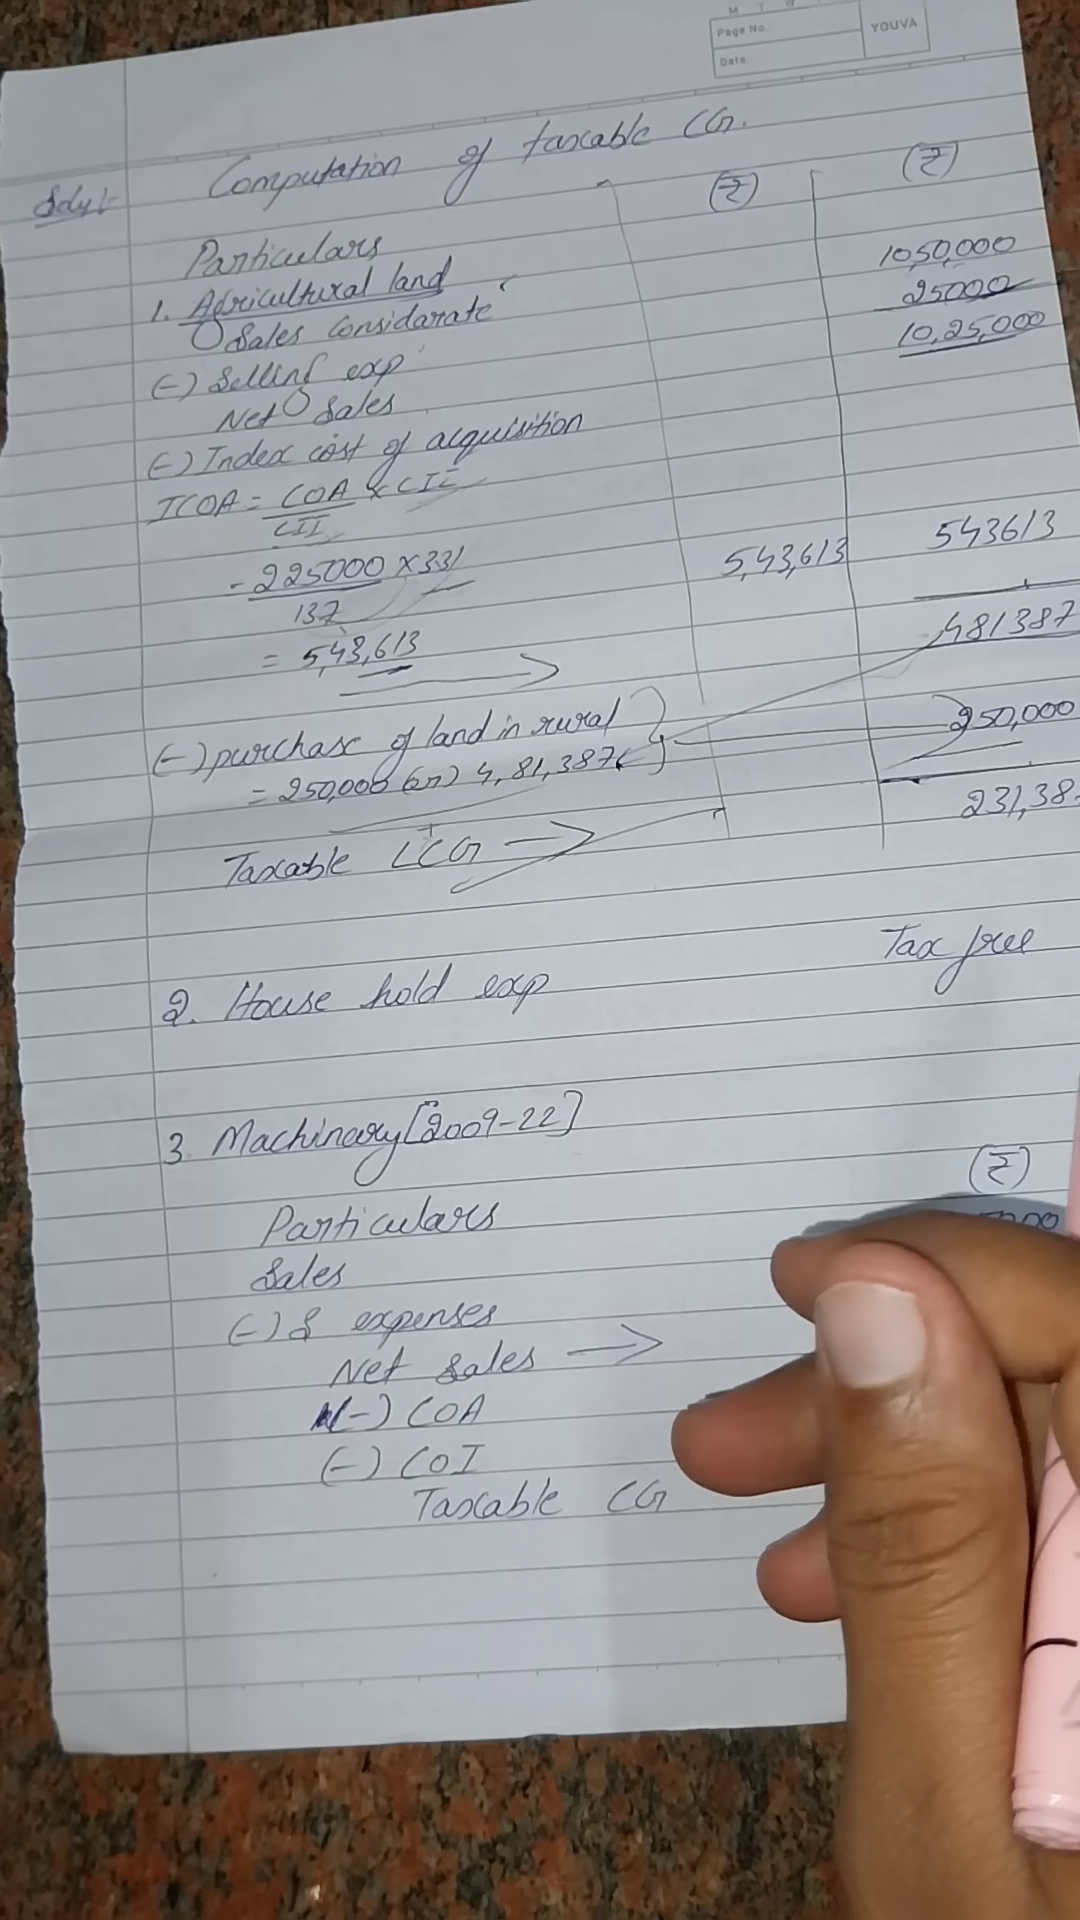 M T W
Page No.
YOUVA
Date:
Computation of taxable CG.
Soly:-
(₹) (₹)
Particulars
1. Agricultural land
Sales Considarate 10,50,000
(-) Selling exp 25000
Net Sales 10,25,000
(-) Index cost of acquisition
ICOA = COA × CII
CII
= 225000 × 331
137
= 5,43,613
5,43,613 543613
481387
(-) purchase of land in rural
= 250,000 (or) 4,81,387
250,000
Taxable LCG → 231,38
2. House hold exp Tax free
3. Machinary [2009-22]
(₹)
Particulars
Sales
(-) S expenses
Net Sales →
(-) COA
(-) COI
Taxable CG